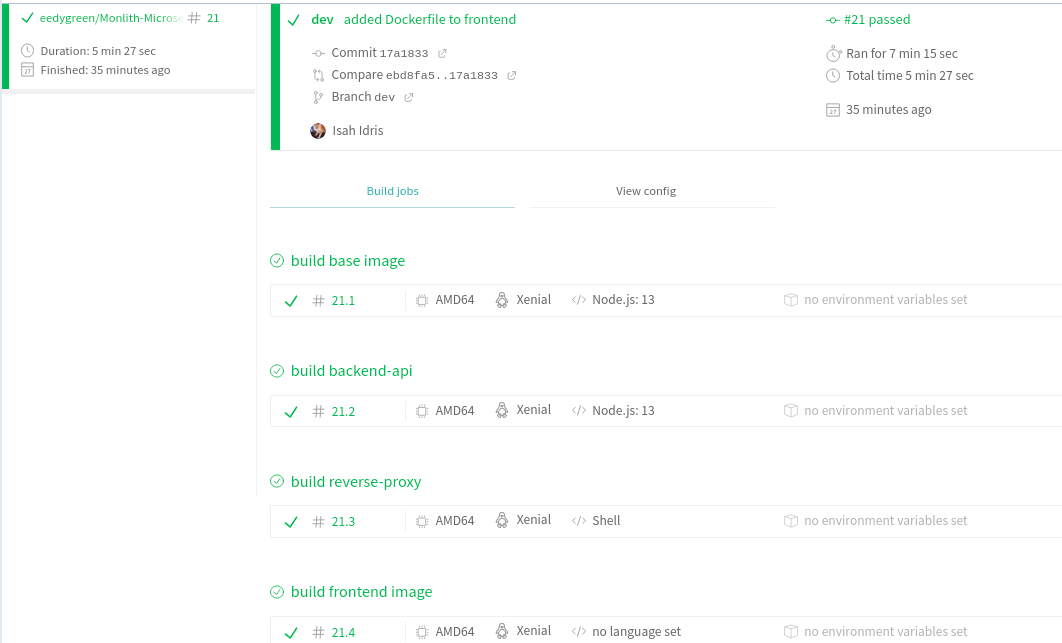 eedygreen/Monlith-Micros # 21
Duration: 5 min 27 sec
Finished: 35 minutes ago
dev added Dockerfile to frontend
Commit 17a1833
Compare ebd8fa5..17a1833
Branch dev
Isah Idris
#21 passed
Ran for 7 min 15 sec
Total time 5 min 27 sec
35 minutes ago
Build jobs
View config
build base image
# 21.1 AMD64 Xenial </> Node.js: 13 no environment variables set
build backend-api
# 21.2 AMD64 Xenial </> Node.js: 13 no environment variables set
build reverse-proxy
# 21.3 AMD64 Xenial </> Shell no environment variables set
build frontend image
# 21.4 AMD64 Xenial </> no language set no environment variables set